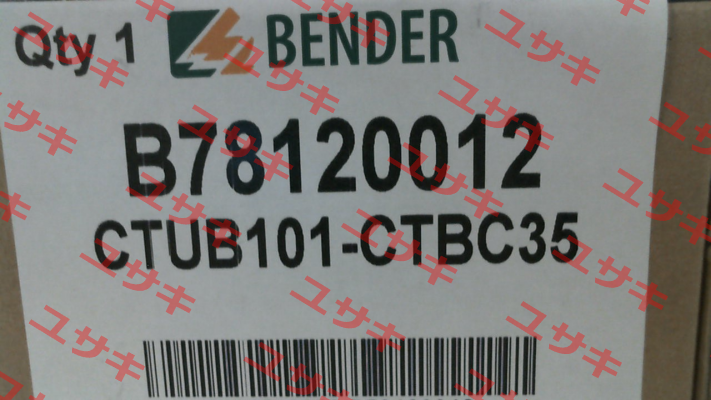 Qty 1 BENDER
B78120012
CTUB101-CTBC35
ユサキ